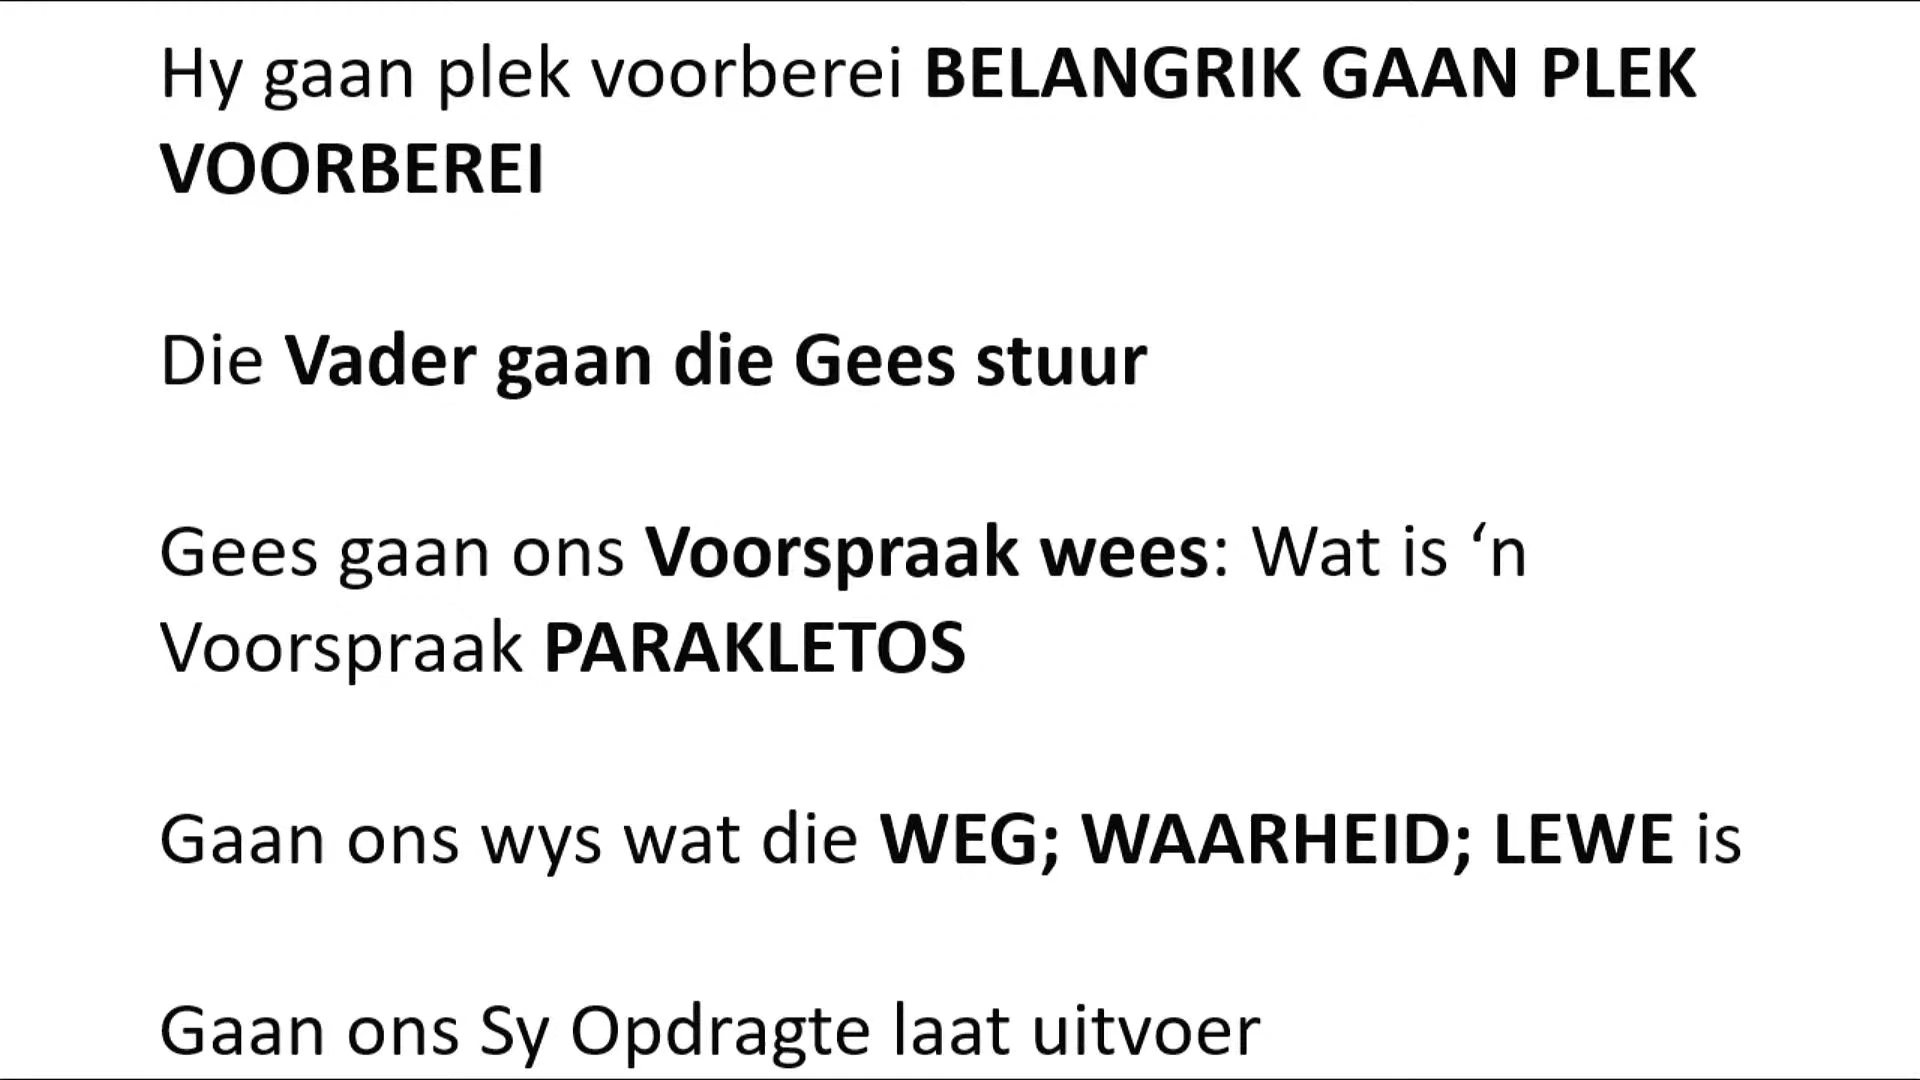 Hy gaan plek voorberei BELANGRIK GAAN PLEK
VOORBEREI
Die Vader gaan die Gees stuur
Gees gaan ons Voorspraak wees: Wat is ‘n
Voorspraak PARAKLETOS
Gaan ons wys wat die WEG; WAARHEID; LEWE is
Gaan ons Sy Opdragte laat uitvoer